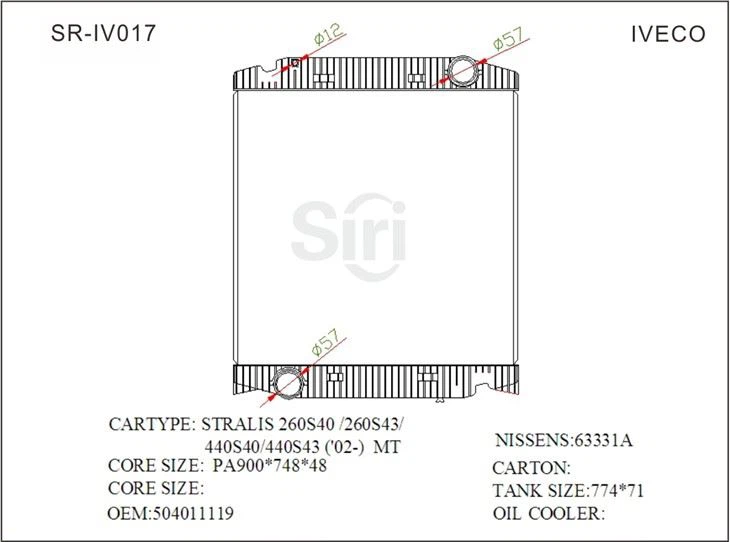 SR-IV017
IVECO
Ø12
Ø57
Siri
Ø57
CARTYPE: STRALIS 260S40 /260S43/
440S40/440S43 ('02-) MT
CORE SIZE: PA900*748*48
CORE SIZE:
OEM:504011119
NISSENS:63331A
CARTON:
TANK SIZE:774*71
OIL COOLER: